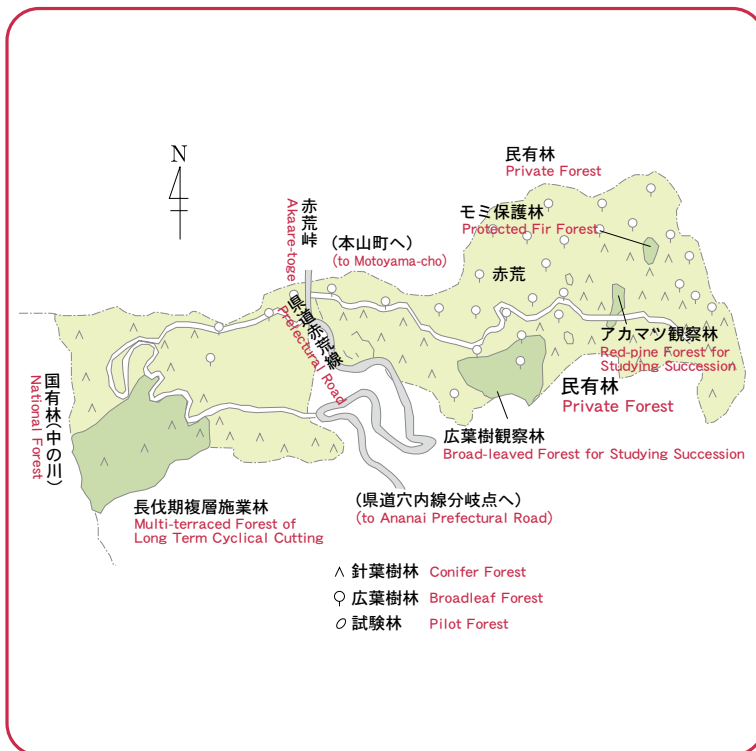 N
民有林
Private Forest
モミ保護林
Protected Fir Forest
赤荒峠
Akaare-toge
(本山町へ)
(to Motoyama-cho)
赤荒
県道赤荒線
Prefectural Road
アカマツ観察林
Red-pine Forest for
Studying Succession
国有林(中の川)
National Forest
民有林
Private Forest
広葉樹観察林
Broad-leaved Forest for Studying Succession
長伐期複層施業林
Multi-terraced Forest of
Long Term Cyclical Cutting
(県道穴内線分岐点へ)
(to Ananai Prefectural Road)
針葉樹林 Conifer Forest
広葉樹林 Broadleaf Forest
試験林 Pilot Forest